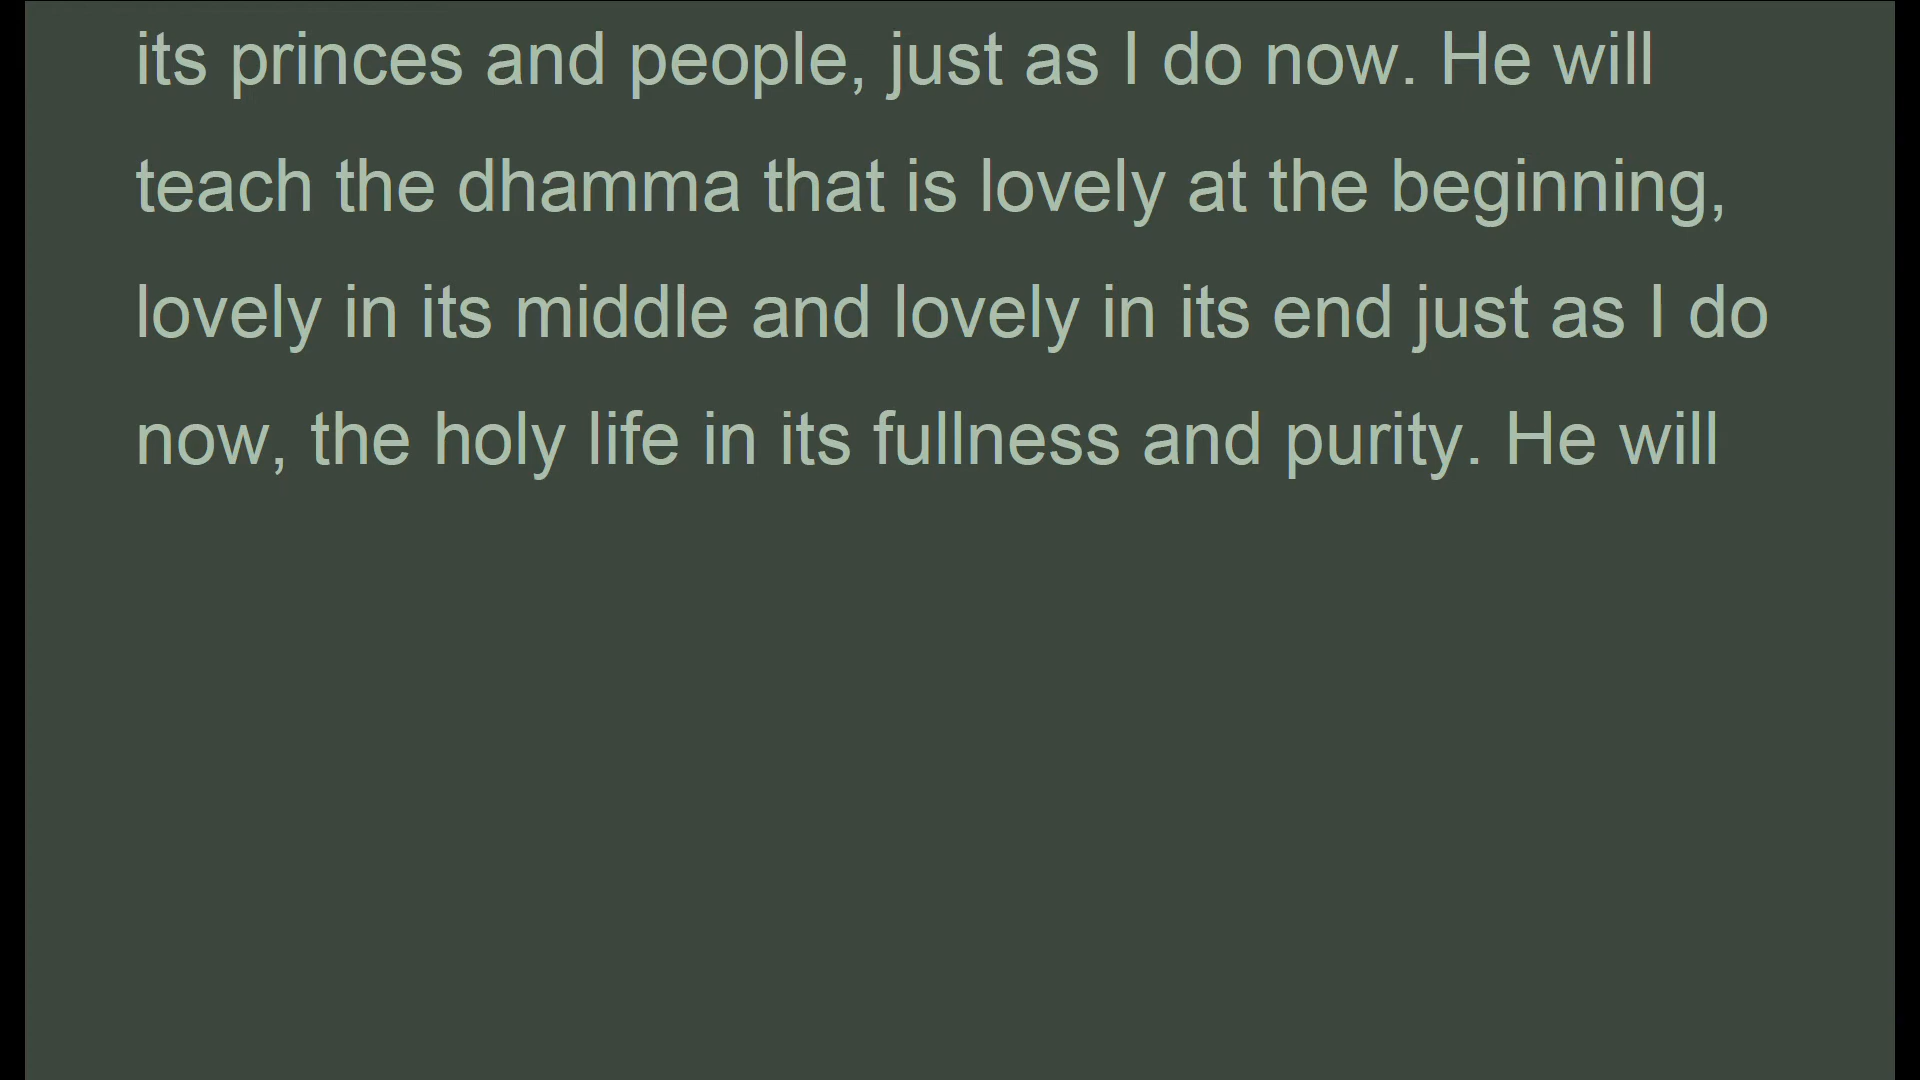 its princes and people, just as I do now. He will
teach the dhamma that is lovely at the beginning,
lovely in its middle and lovely in its end just as I do
now, the holy life in its fullness and purity. He will